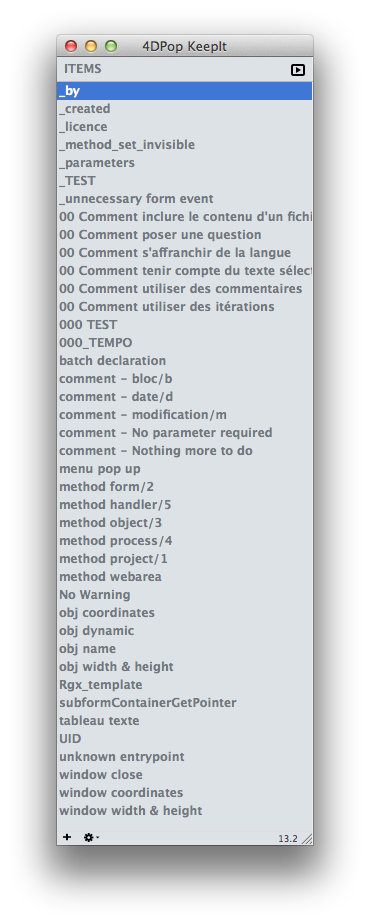 4DPop KeepIt
ITEMS
_by
_created
_licence
_method_set_invisible
_parameters
_TEST
_unnecessary form event
00 Comment inclure le contenu d'un fichi
00 Comment poser une question
00 Comment s'affranchir de la langue
00 Comment tenir compte du texte sélect
00 Comment utiliser des commentaires
00 Comment utiliser des itérations
000 TEST
000_TEMPO
batch declaration
comment - bloc/b
comment - date/d
comment - modification/m
comment - No parameter required
comment - Nothing more to do
menu pop up
method form/2
method handler/5
method object/3
method process/4
method project/1
method webarea
No Warning
obj coordinates
obj dynamic
obj name
obj width & height
Rgx_template
subformContainerGetPointer
tableau texte
UID
unknown entrypoint
window close
window coordinates
window width & height
13.2